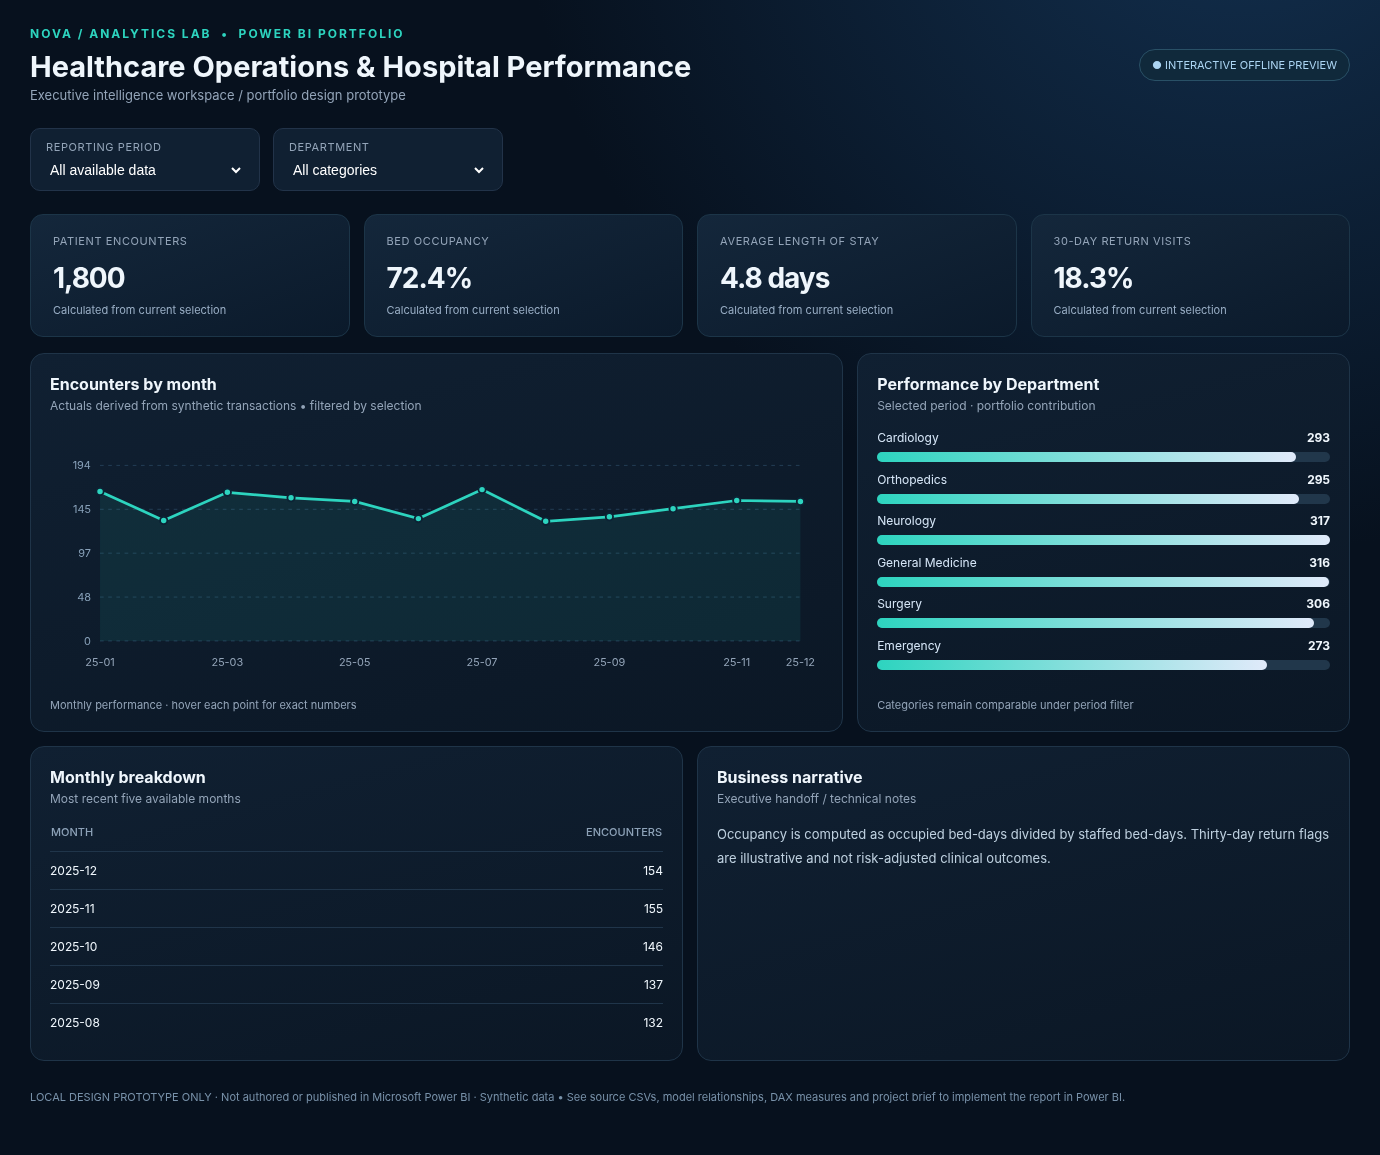 NOVA / ANALYTICS LAB • POWER BI PORTFOLIO
Healthcare Operations & Hospital Performance
Executive intelligence workspace / portfolio design prototype
INTERACTIVE OFFLINE PREVIEW
REPORTING PERIOD
All available data
DEPARTMENT
All categories
PATIENT ENCOUNTERS
1,800
Calculated from current selection
BED OCCUPANCY
72.4%
Calculated from current selection
AVERAGE LENGTH OF STAY
4.8 days
Calculated from current selection
30-DAY RETURN VISITS
18.3%
Calculated from current selection
Encounters by month
Actuals derived from synthetic transactions • filtered by selection
194
145
97
48
0
25-01 25-03 25-05 25-07 25-09 25-11 25-12
Monthly performance · hover each point for exact numbers
Performance by Department
Selected period · portfolio contribution
Cardiology 293
Orthopedics 295
Neurology 317
General Medicine 316
Surgery 306
Emergency 273
Categories remain comparable under period filter
Monthly breakdown
Most recent five available months
MONTH ENCOUNTERS
2025-12 154
2025-11 155
2025-10 146
2025-09 137
2025-08 132
Business narrative
Executive handoff / technical notes
Occupancy is computed as occupied bed-days divided by staffed bed-days. Thirty-day return flags
are illustrative and not risk-adjusted clinical outcomes.
LOCAL DESIGN PROTOTYPE ONLY · Not authored or published in Microsoft Power BI · Synthetic data • See source CSVs, model relationships, DAX measures and project brief to implement the report in Power BI.